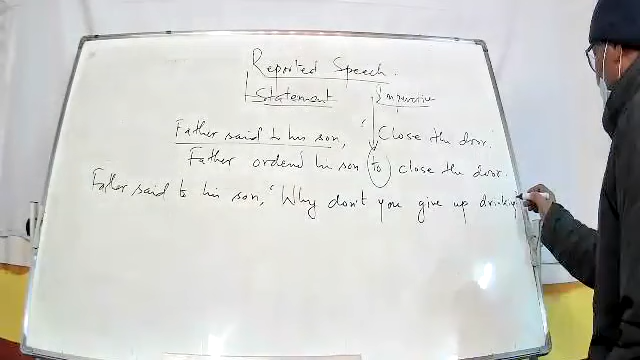 Reported Speech.
Statement Imperative
Father said to his son, 'Close the door.
Father ordered his son to close the door.
Father said to his son, 'Why don't you give up drinking